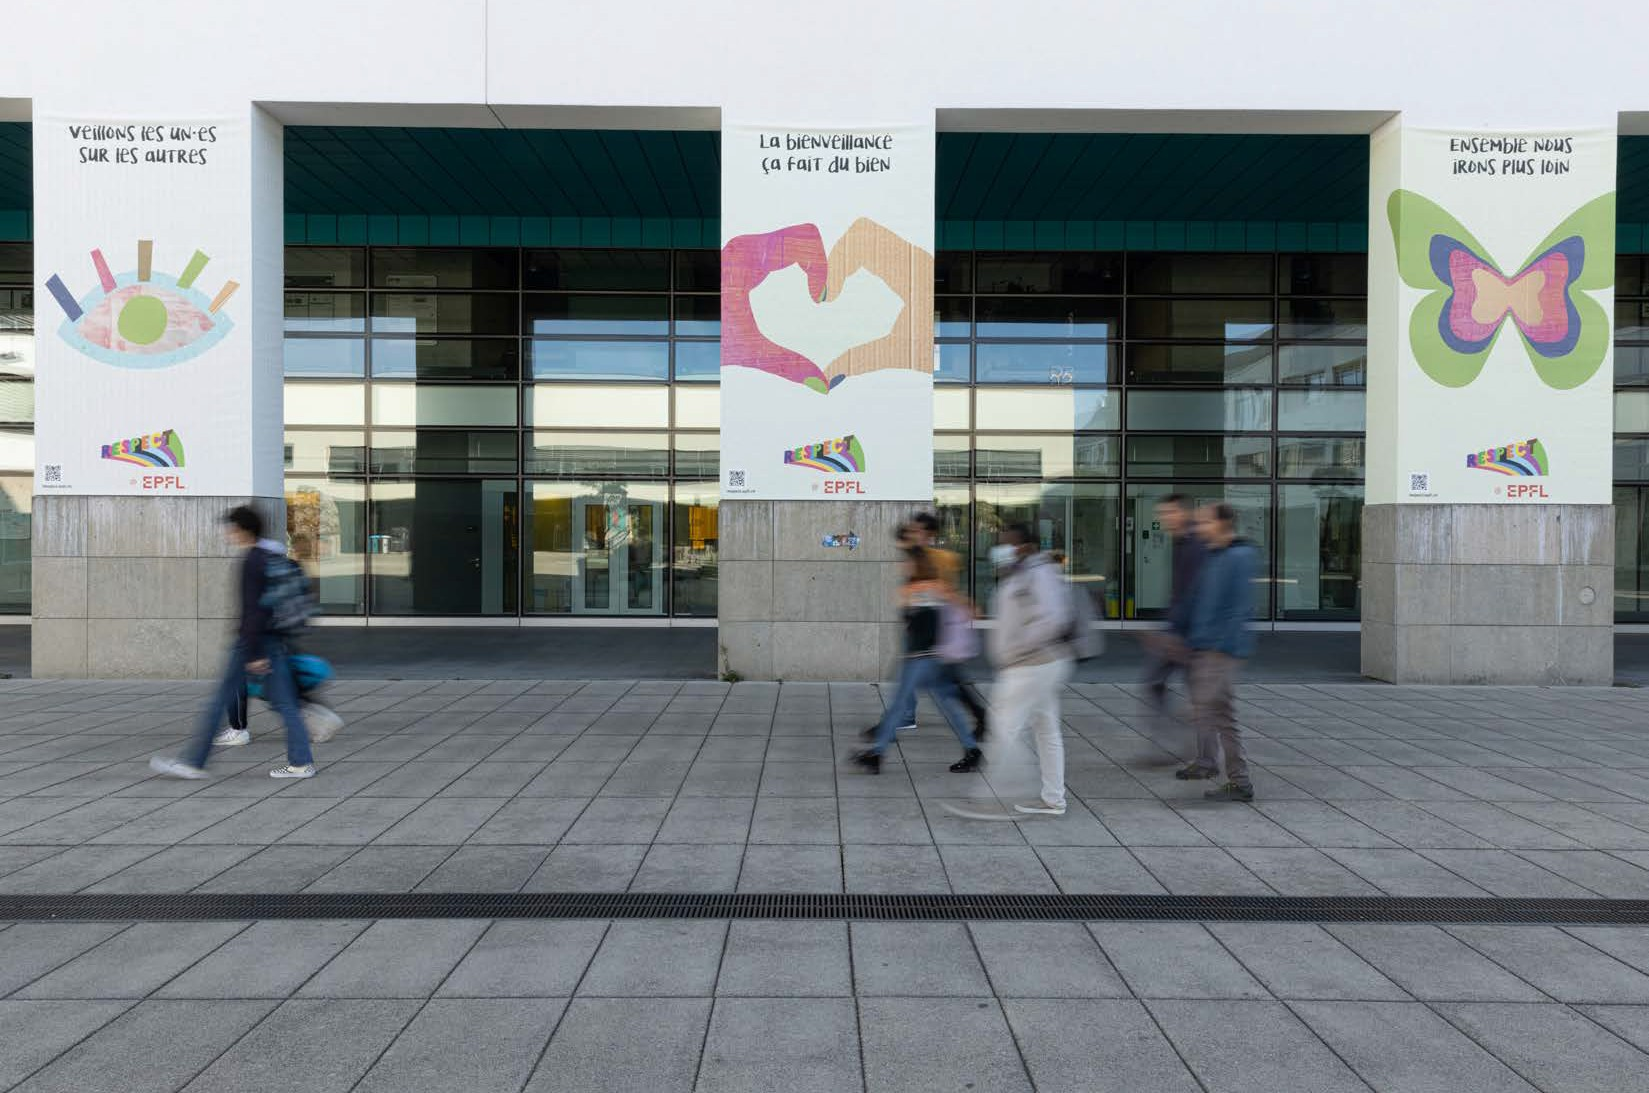 Veillons les un·es
sur les autres
RESPECT
EPFL
La bienveillance
ça fait du bien
RESPECT
EPFL
Ensemble nous
irons plus loin
RESPECT
EPFL